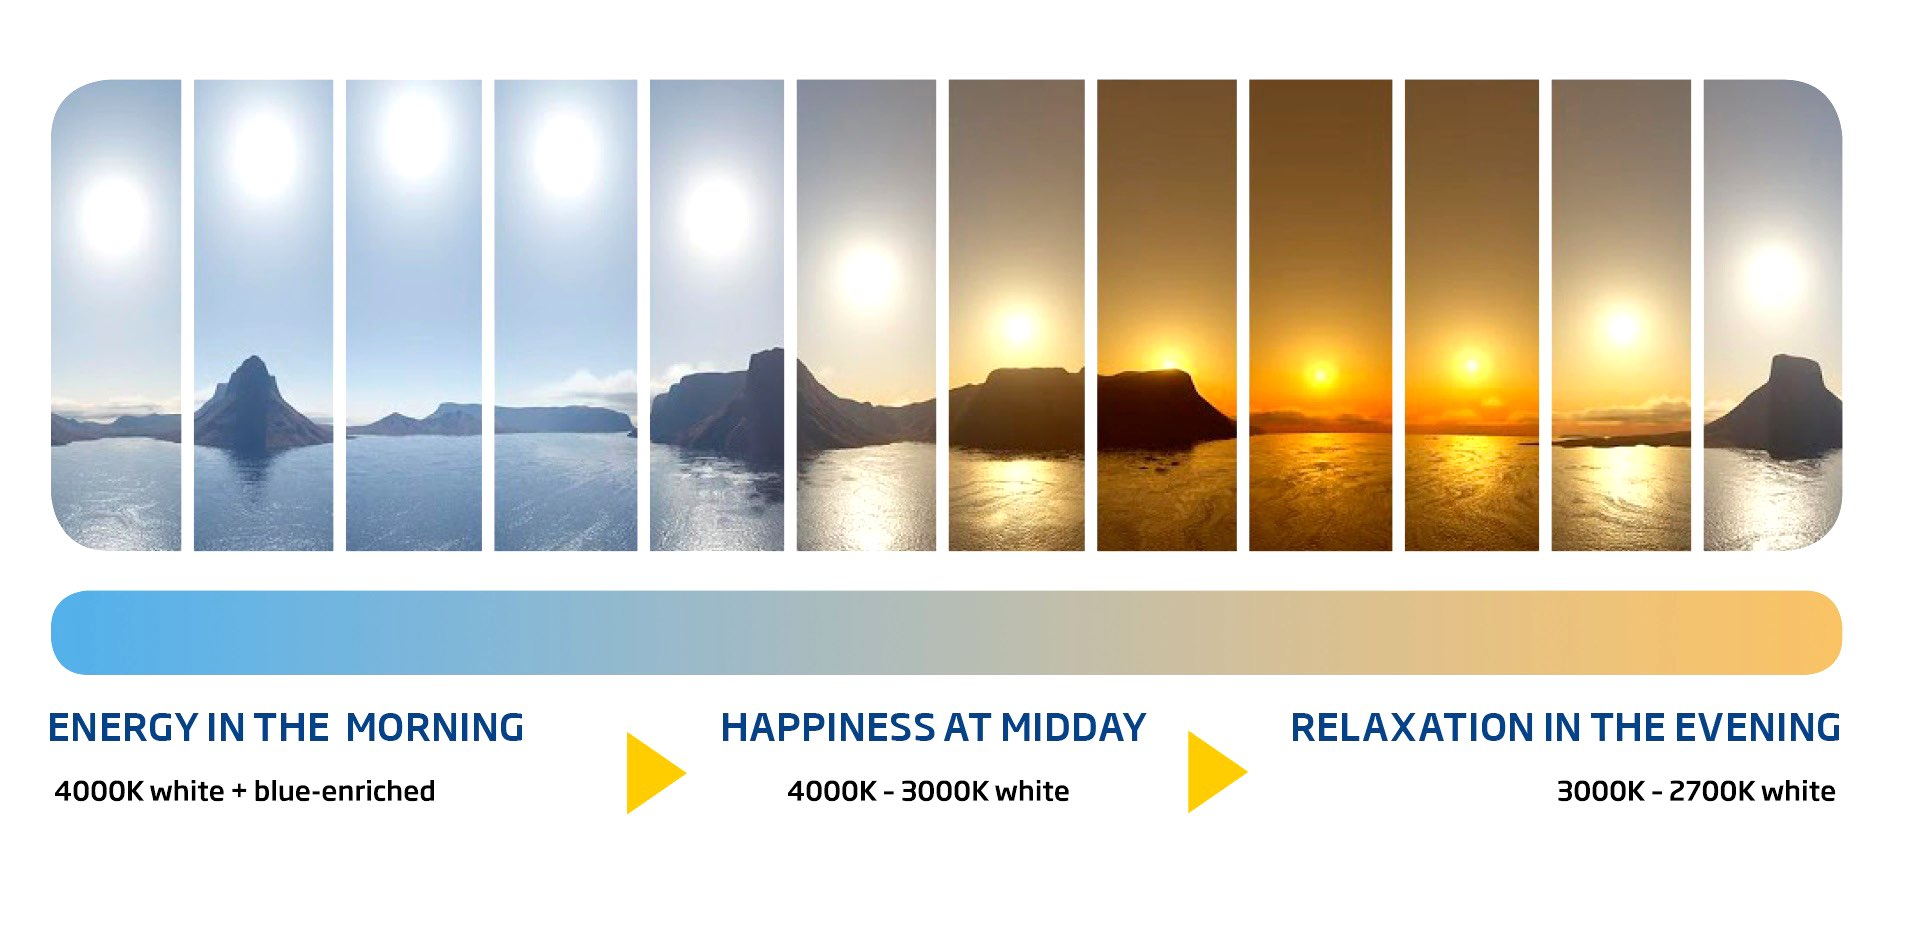 ENERGY IN THE MORNING
4000K white + blue-enriched
HAPPINESS AT MIDDAY
4000K - 3000K white
RELAXATION IN THE EVENING
3000K - 2700K white